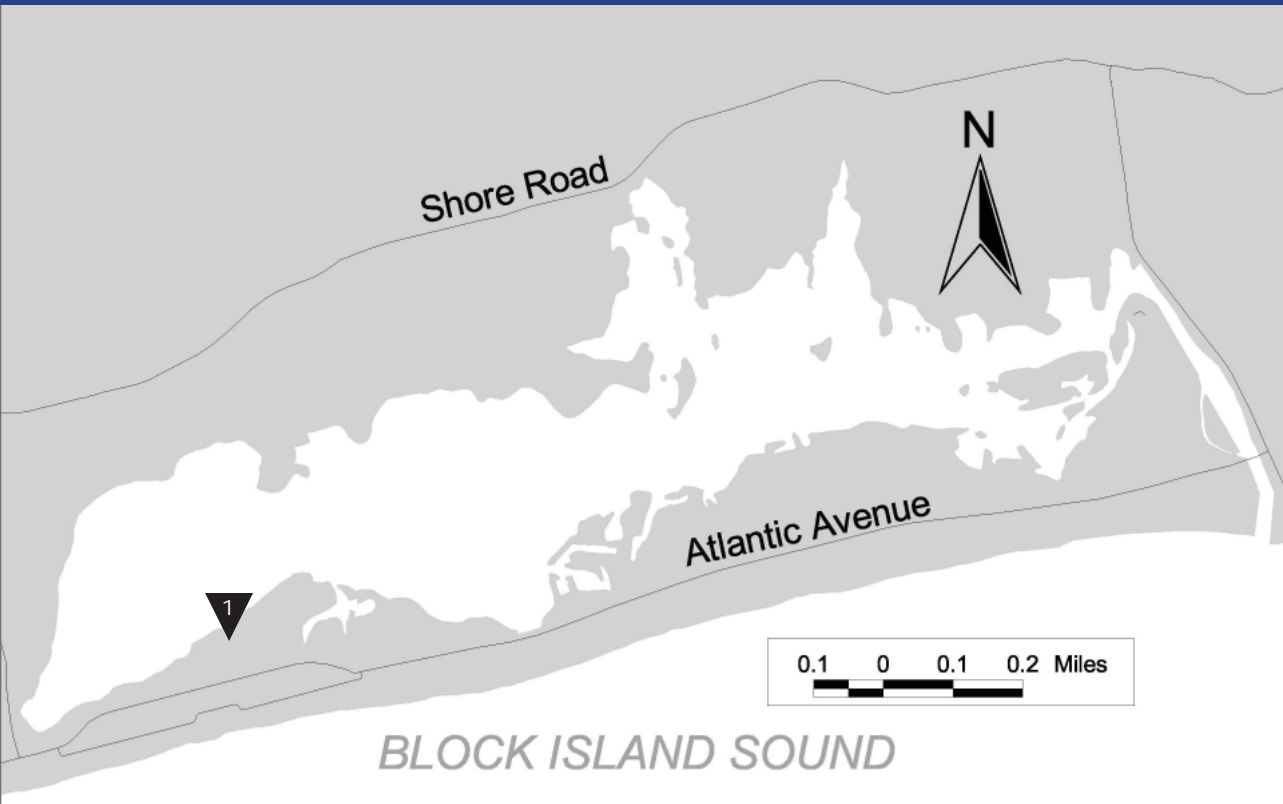 N
Shore Road
Atlantic Avenue
1
0.1 0 0.1 0.2 Miles
BLOCK ISLAND SOUND